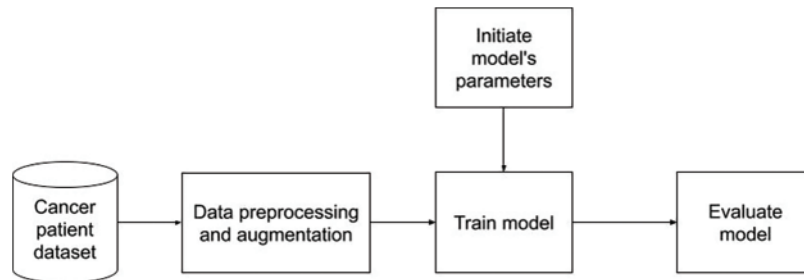 Initiate
model's
parameters
Cancer
patient
dataset
Data preprocessing
and augmentation
Train model
Evaluate
model